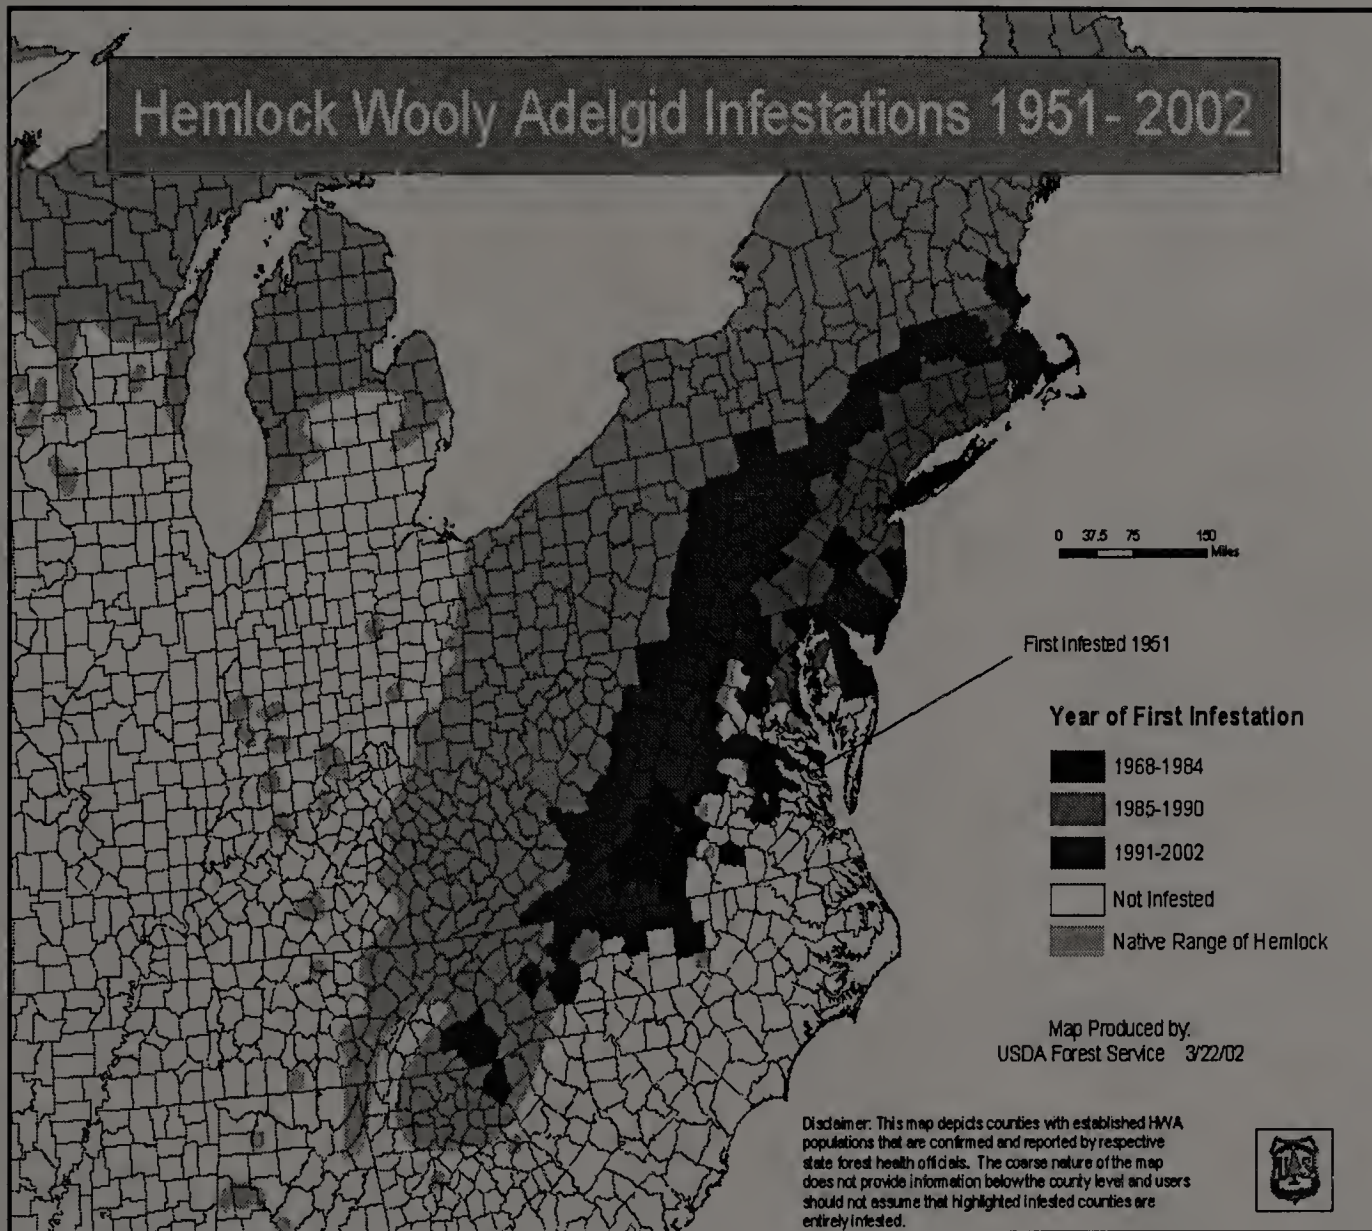 Hemlock Wooly Adelgid Infestations 1951- 2002
0 37.5 75 150
Miles
First Infested 1951
Year of First Infestation
1968-1984
1985-1990
1991-2002
Not Infested
Native Range of Hemlock
Map Produced by:
USDA Forest Service 3/22/02
Disclaimer: This map depicts counties with established HWA
populations that are confirmed and reported by respective
state forest health officials. The coarse nature of the map
does not provide information below the county level and users
should not assume that highlighted infested counties are
entirely infested.
U S